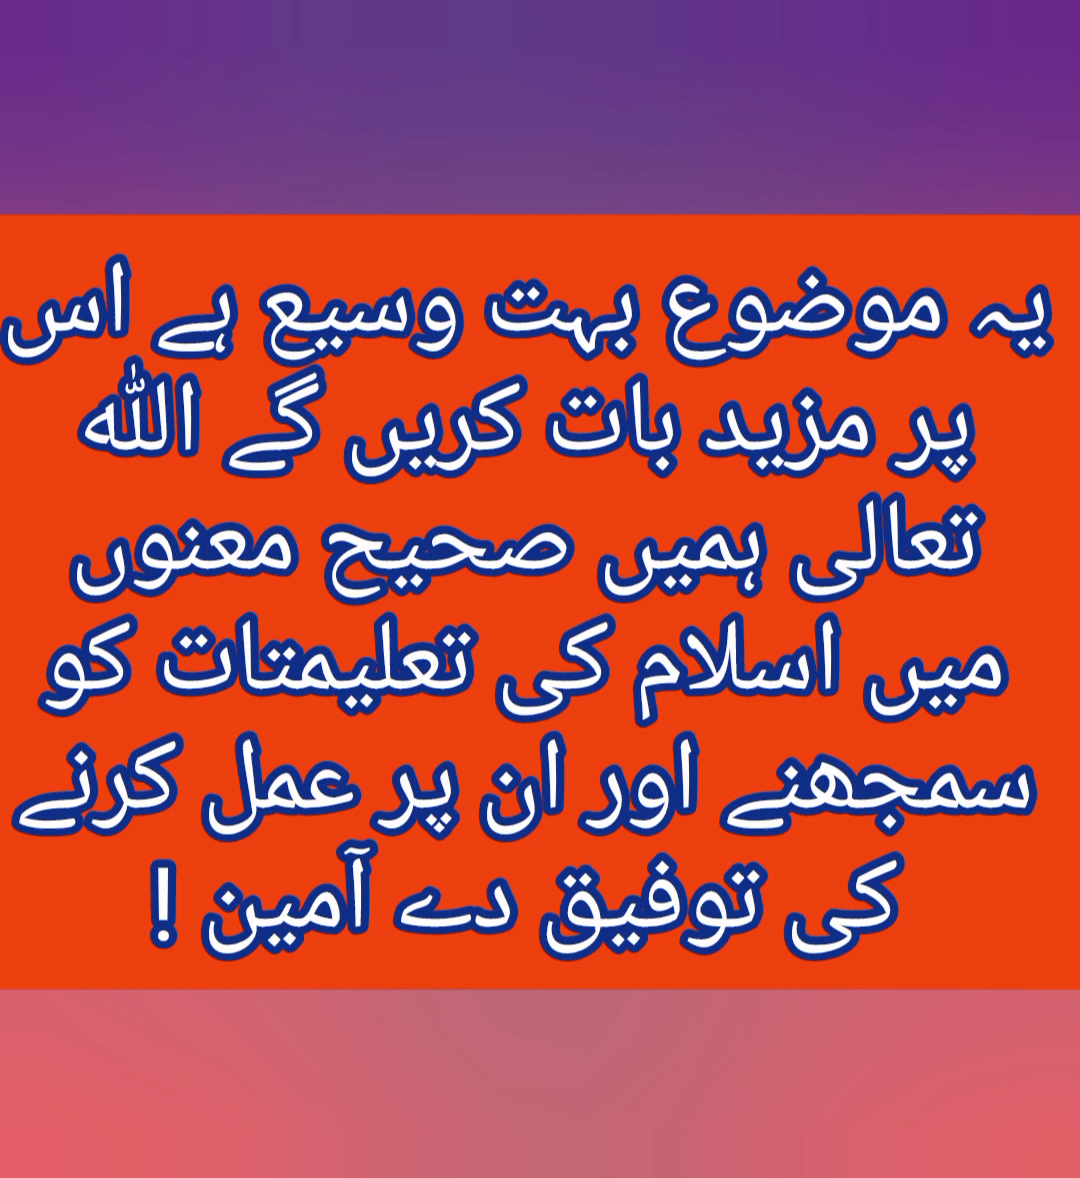 یہ موضوع بہت وسیع ہے اس
پر مزید بات کریں گے اللہ
تعالی ہمیں صحیح معنوں
میں اسلام کی تعلیمتات کو
سمجھنے اور ان پر عمل کرنے
کی توفیق دے آمین !